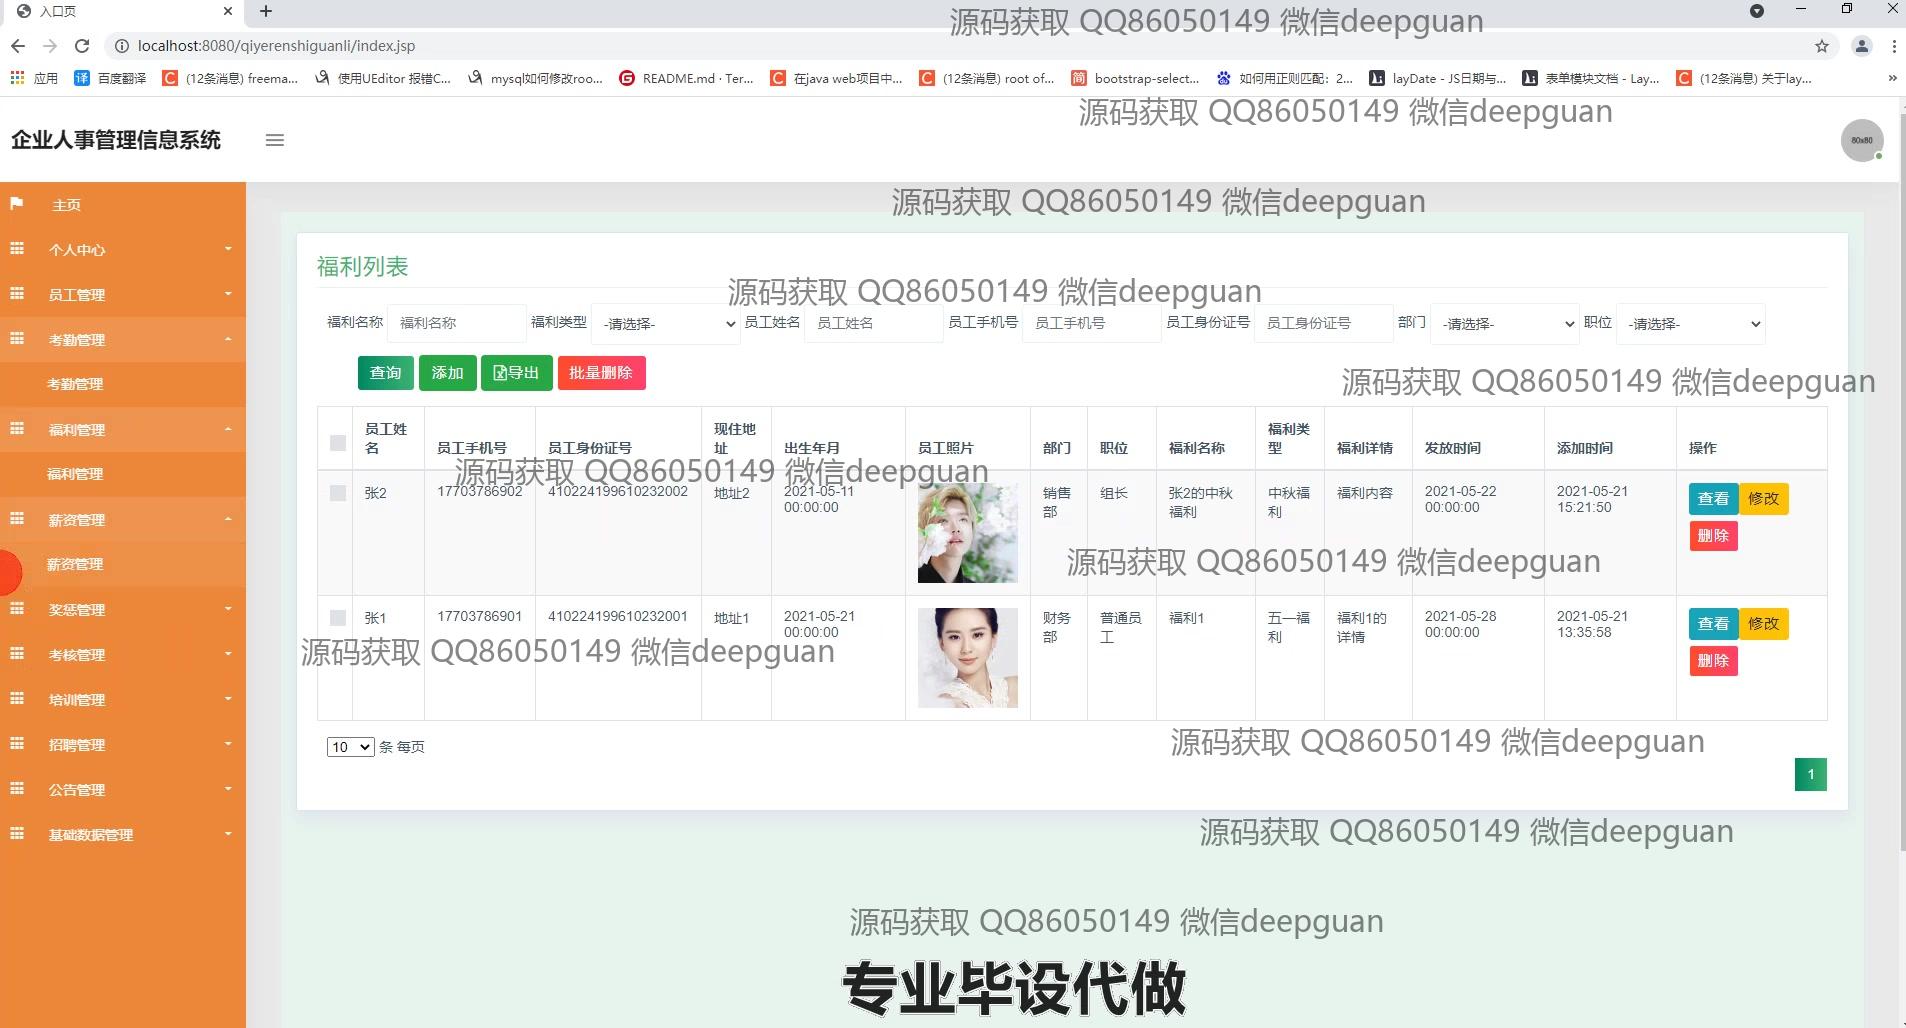 入口页
localhost:8080/qiyerenshiguanli/index.jsp
源码获取 QQ86050149 微信deepguan
应用 百度翻译 (12条消息) freema... 使用UEditor 报错C... mysql如何修改roo... README.md · Ter... 在java web项目中... (12条消息) root of... bootstrap-select... 如何用正则匹配：2... layDate - JS日期与... 表单模块文档 - Lay... (12条消息) 关于lay...
源码获取 QQ86050149 微信deepguan
企业人事管理信息系统
80x80
源码获取 QQ86050149 微信deepguan
主页
个人中心
员工管理
考勤管理
考勤管理
福利管理
福利管理
薪资管理
薪资管理
奖惩管理
考核管理
培训管理
招聘管理
公告管理
基础数据管理
福利列表
源码获取 QQ86050149 微信deepguan
福利名称 福利名称 福利类型 -请选择- 员工姓名 员工姓名 员工手机号 员工手机号 员工身份证号 员工身份证号 部门 -请选择- 职位 -请选择-
查询 添加 导出 批量删除
源码获取 QQ86050149 微信deepguan
员工姓名 员工手机号 员工身份证号 现住地址 出生年月 员工照片 部门 职位 福利名称 福利类型 福利详情 发放时间 添加时间 操作
源码获取 QQ86050149 微信deepguan
张2 17703786902 410224199610232002 地址2 2021-05-11 00:00:00 销售部 组长 张2的中秋福利 中秋福利 福利内容 2021-05-22 00:00:00 2021-05-21 15:21:50 查看 修改 删除
源码获取 QQ86050149 微信deepguan
张1 17703786901 410224199610232001 地址1 2021-05-21 00:00:00 财务部 普通员工 福利1 五一福利 福利1的详情 2021-05-28 00:00:00 2021-05-21 13:35:58 查看 修改 删除
源码获取 QQ86050149 微信deepguan
10 条 每页
源码获取 QQ86050149 微信deepguan
1
源码获取 QQ86050149 微信deepguan
源码获取 QQ86050149 微信deepguan
专业毕设代做